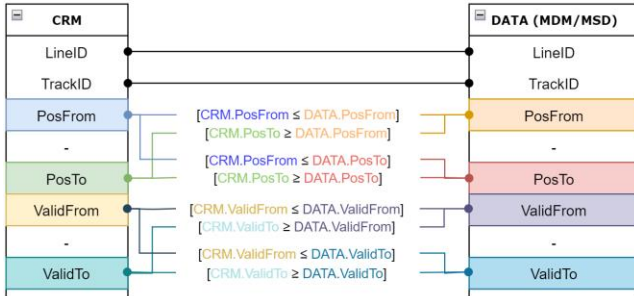 CRM
DATA (MDM/MSD)
LineID
LineID
TrackID
TrackID
PosFrom
[CRM.PosFrom ≤ DATA.PosFrom]
PosFrom
[CRM.PosTo ≥ DATA.PosFrom]
-
-
[CRM.PosFrom ≤ DATA.PosTo]
PosTo
[CRM.PosTo ≥ DATA.PosTo]
PosTo
ValidFrom
[CRM.ValidFrom ≤ DATA.ValidFrom]
ValidFrom
[CRM.ValidTo ≥ DATA.ValidFrom]
-
-
[CRM.ValidFrom ≤ DATA.ValidTo]
ValidTo
[CRM.ValidTo ≥ DATA.ValidTo]
ValidTo